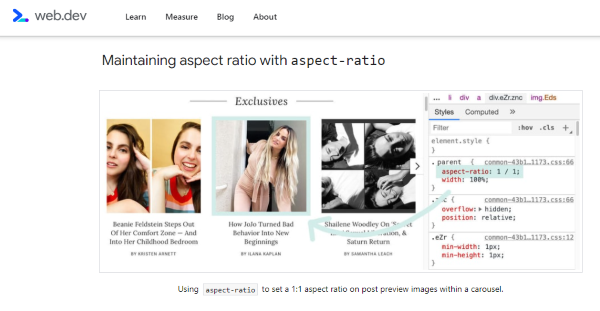 web.dev Learn Measure Blog About
Maintaining aspect ratio with aspect-ratio
Exclusives
Beanie Feldstein Steps Out
Of Her Comfort Zone — And
Into Her Childhood Bedroom
BY KRISTEN ARNETT
How JoJo Turned Bad
Behavior Into New
Beginnings
BY ILANA KAPLAN
Shailene Woodley On
& Saturn Return
BY SAMANTHA LEACH
... li div a div.eZr.znc img.Eds
Styles Computed »
Filter :hov .cls +
element.style {
}
.parent { common-43b1…1173.css:66
aspect-ratio: 1 / 1;
width: 100%;
}
common-43b1…1173.css:66
overflow: hidden;
position: relative;
}
.eZr { common-43b1…1173.css:12
min-width: 1px;
min-height: 1px;
}
Using aspect-ratio to set a 1:1 aspect ratio on post preview images within a carousel.